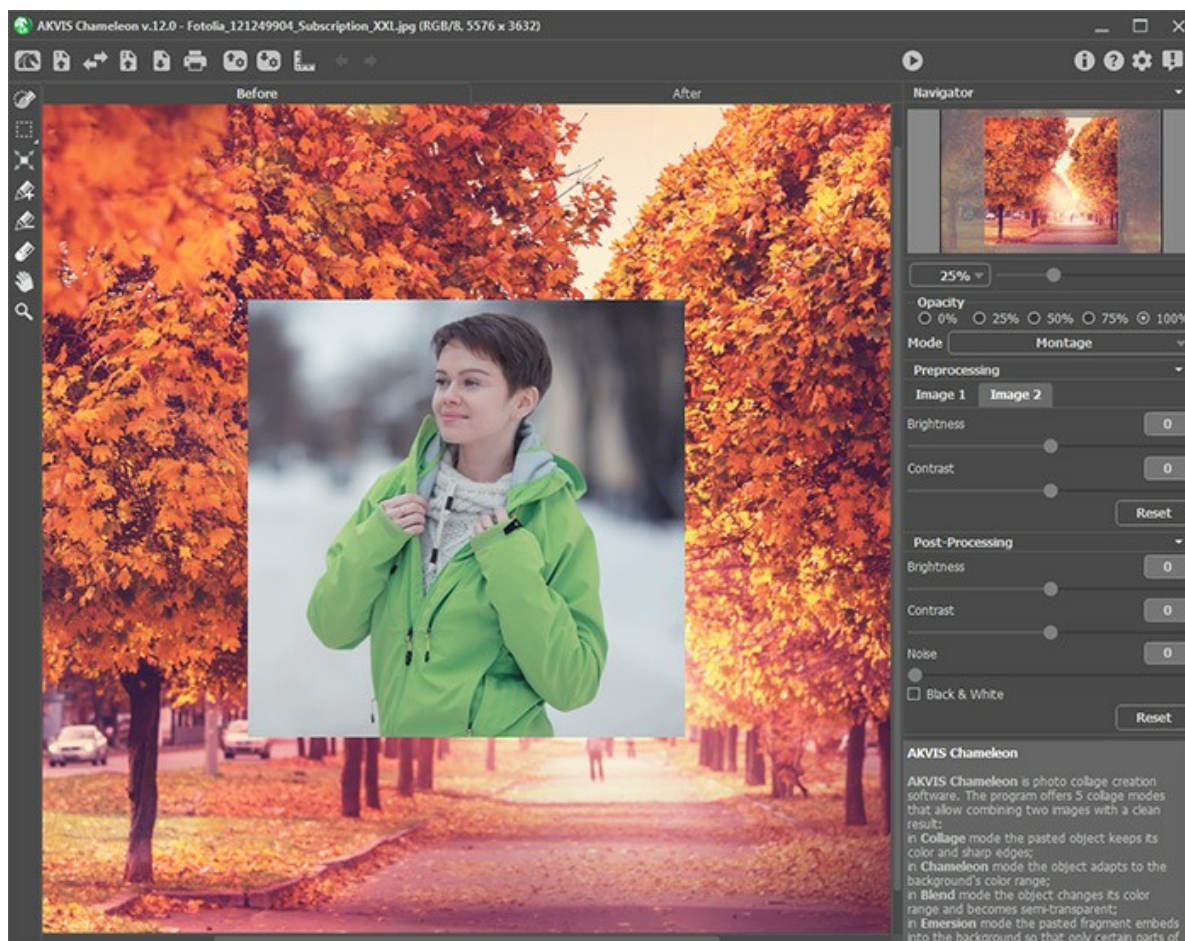 AKVIS Chameleon v.12.0 - Fotolia_121249904_Subscription_XXL.jpg (RGB/8, 5576 x 3632)
Before
After
Navigator
25%
Opacity
0% 25% 50% 75% 100%
Mode Montage
Preprocessing
Image 1 Image 2
Brightness 0
Contrast 0
Reset
Post-Processing
Brightness 0
Contrast 0
Noise 0
Black & White
Reset
AKVIS Chameleon
AKVIS Chameleon is photo collage creation
software. The program offers 5 collage modes
that allow combining two images with a clean
result:
in Collage mode the pasted object keeps its
color and sharp edges;
in Chameleon mode the object adapts to the
background's color range;
in Blend mode the object changes its color
range and becomes semi-transparent;
in Emersion mode the pasted fragment embeds
into the background so that only certain parts of